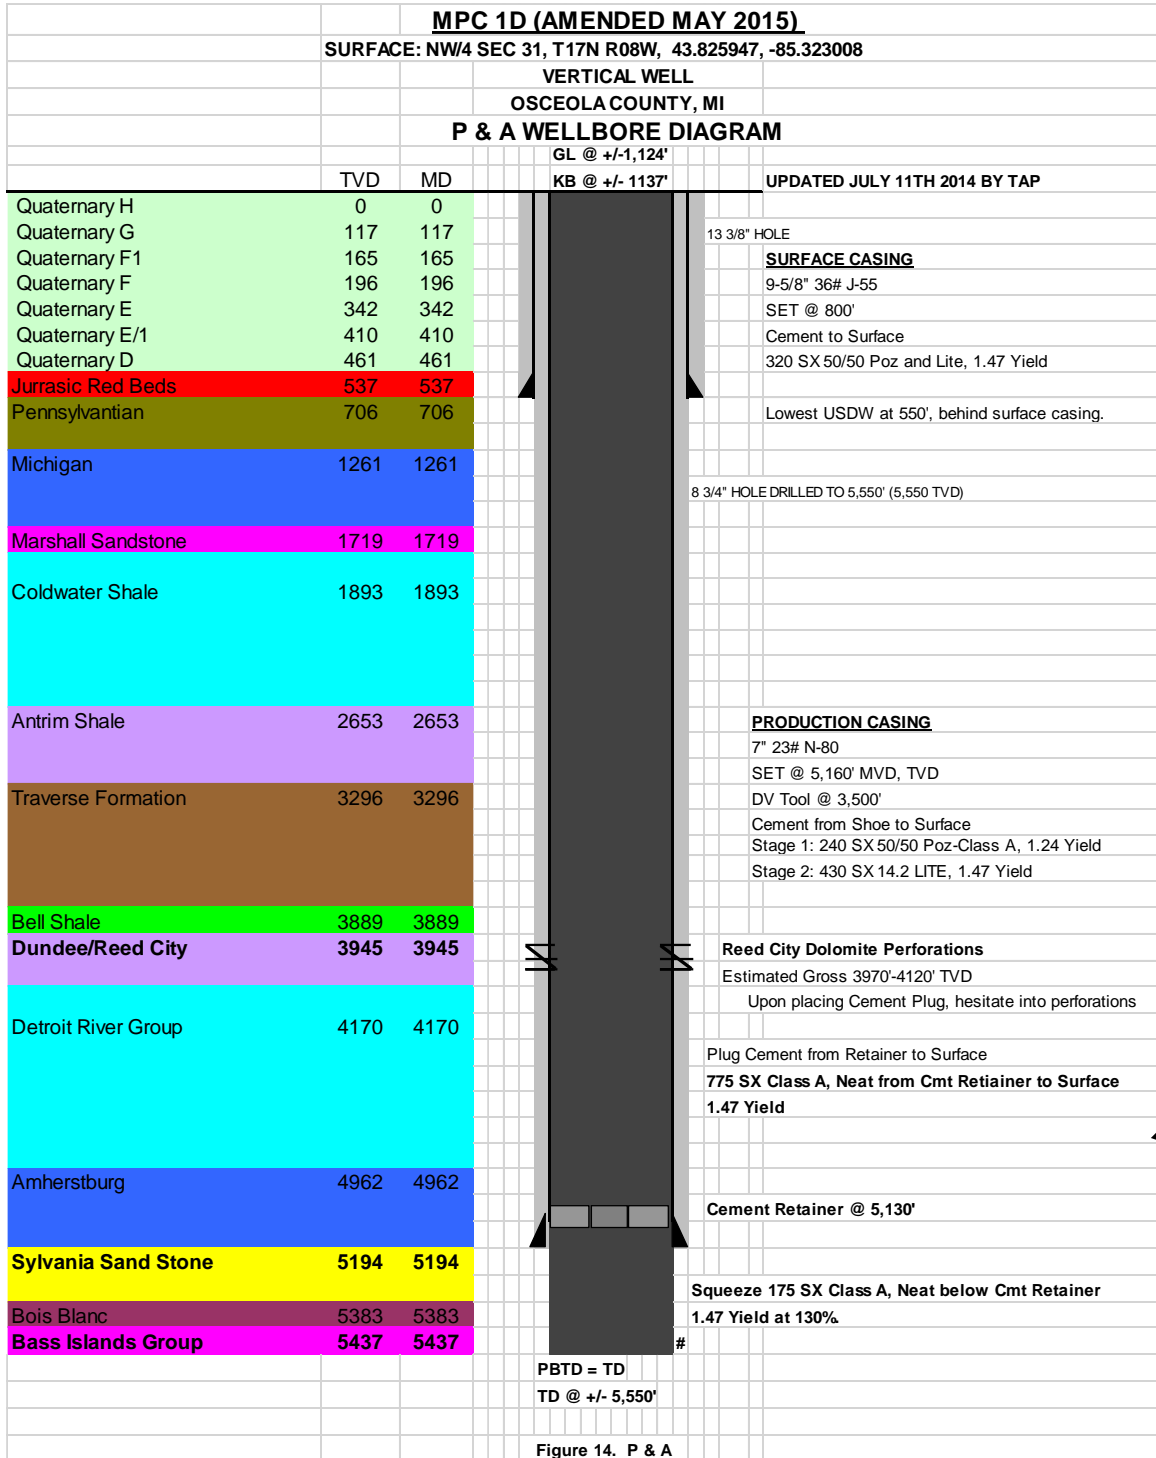 MPC 1D (AMENDED MAY 2015)
SURFACE: NW/4 SEC 31, T17N R08W, 43.825947, -85.323008
VERTICAL WELL
OSCEOLA COUNTY, MI
P & A WELLBORE DIAGRAM
GL @ +/-1,124'
TVD MD KB @ +/- 1137' UPDATED JULY 11TH 2014 BY TAP
Quaternary H 0 0
Quaternary G 117 117 13 3/8" HOLE
Quaternary F1 165 165 SURFACE CASING
Quaternary F 196 196 9-5/8" 36# J-55
Quaternary E 342 342 SET @ 800'
Quaternary E/1 410 410 Cement to Surface
Quaternary D 461 461 320 SX 50/50 Poz and Lite, 1.47 Yield
Jurrasic Red Beds 537 537
Pennsylvantian 706 706 Lowest USDW at 550', behind surface casing.
Michigan 1261 1261
8 3/4" HOLE DRILLED TO 5,550' (5,550 TVD)
Marshall Sandstone 1719 1719
Coldwater Shale 1893 1893
Antrim Shale 2653 2653 PRODUCTION CASING
7" 23# N-80
SET @ 5,160' MVD, TVD
Traverse Formation 3296 3296 DV Tool @ 3,500'
Cement from Shoe to Surface
Stage 1: 240 SX 50/50 Poz-Class A, 1.24 Yield
Stage 2: 430 SX 14.2 LITE, 1.47 Yield
Bell Shale 3889 3889
Dundee/Reed City 3945 3945 Reed City Dolomite Perforations
Estimated Gross 3970'-4120' TVD
Upon placing Cement Plug, hesitate into perforations
Detroit River Group 4170 4170
Plug Cement from Retainer to Surface
775 SX Class A, Neat from Cmt Retiainer to Surface
1.47 Yield
Amherstburg 4962 4962
Cement Retainer @ 5,130'
Sylvania Sand Stone 5194 5194
Squeeze 175 SX Class A, Neat below Cmt Retainer
Bois Blanc 5383 5383 1.47 Yield at 130%.
Bass Islands Group 5437 5437 #
PBTD = TD
TD @ +/- 5,550'
Figure 14. P & A